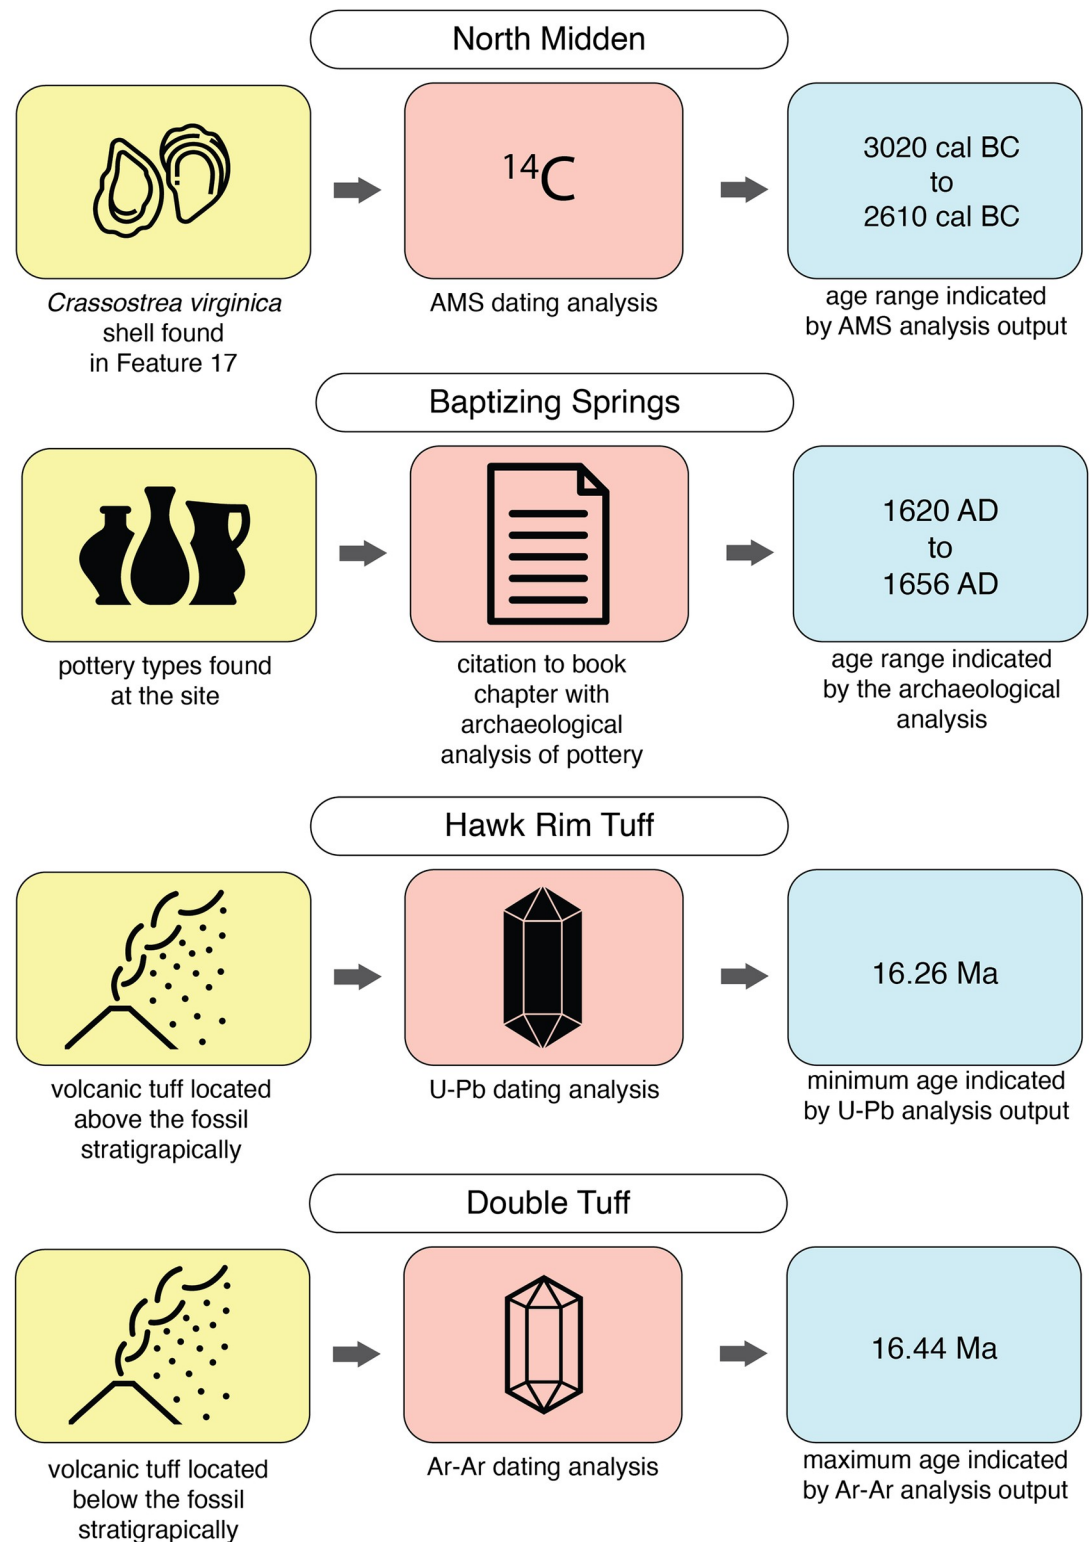 North Midden
14C
3020 cal BC
to
2610 cal BC
Crassostrea virginica
shell found
in Feature 17
AMS dating analysis
age range indicated
by AMS analysis output
Baptizing Springs
1620 AD
to
1656 AD
pottery types found
at the site
citation to book
chapter with
archaeological
analysis of pottery
age range indicated
by the archaeological
analysis
Hawk Rim Tuff
16.26 Ma
volcanic tuff located
above the fossil
stratigrapically
U-Pb dating analysis
minimum age indicated
by U-Pb analysis output
Double Tuff
16.44 Ma
volcanic tuff located
below the fossil
stratigrapically
Ar-Ar dating analysis
maximum age indicated
by Ar-Ar analysis output